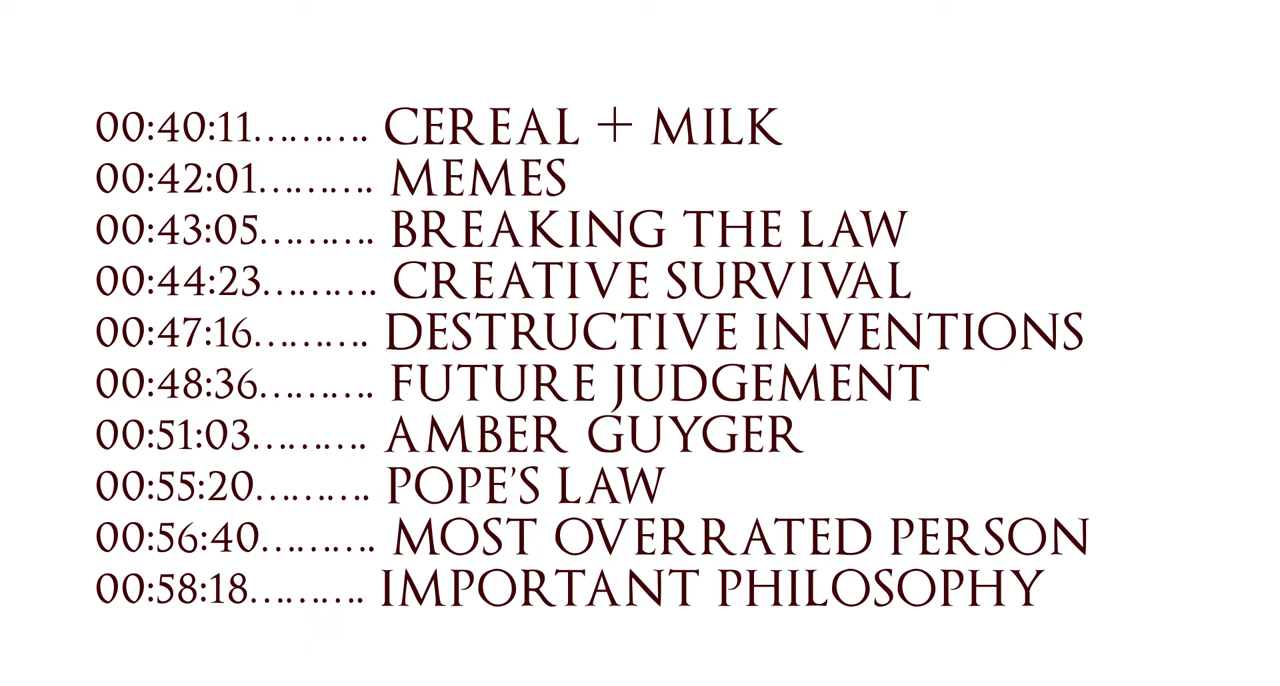 00:40:11.......... CEREAL + MILK
00:42:01.......... MEMES
00:43:05.......... BREAKING THE LAW
00:44:23.......... CREATIVE SURVIVAL
00:47:16.......... DESTRUCTIVE INVENTIONS
00:48:36.......... FUTURE JUDGEMENT
00:51:03.......... AMBER GUYGER
00:55:20.......... POPE'S LAW
00:56:40.......... MOST OVERRATED PERSON
00:58:18.......... IMPORTANT PHILOSOPHY